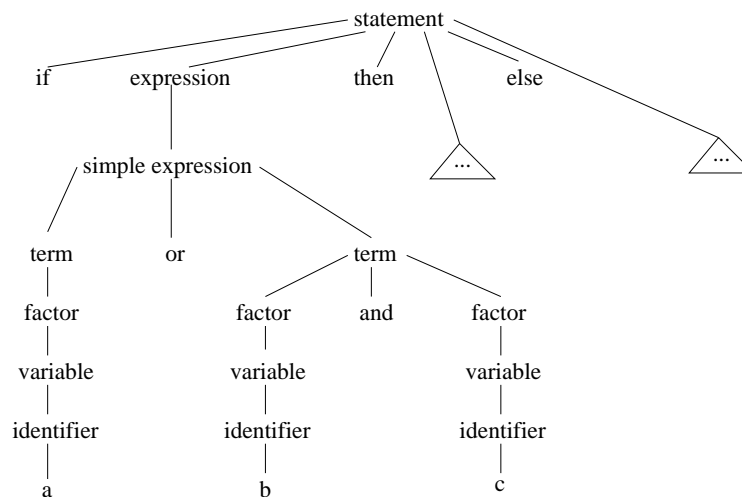 statement
if expression then else
simple expression ... ...
term or term
factor factor and factor
variable variable variable
identifier identifier identifier
a b c